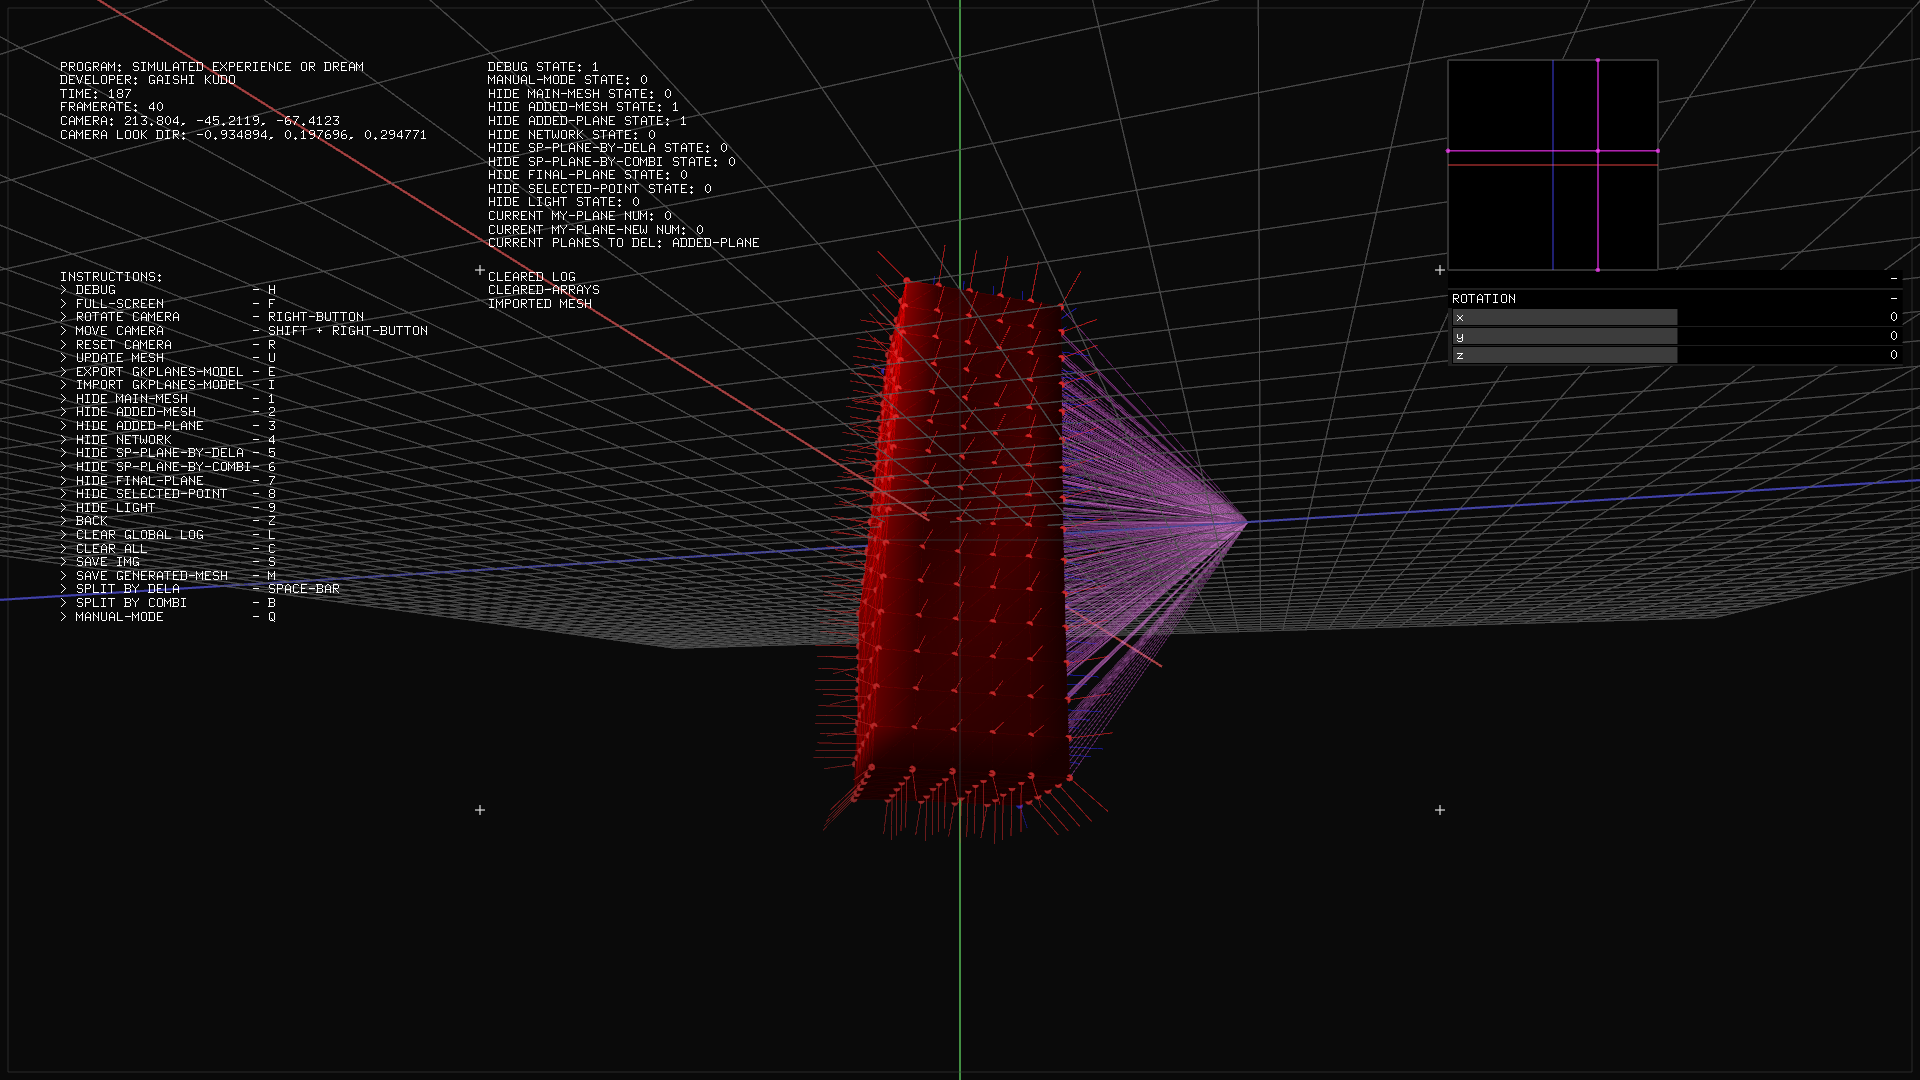 PROGRAM: SIMULATED EXPERIENCE OR DREAM
DEVELOPER: GAISHI KUDO
TIME: 187
FRAMERATE: 40
CAMERA: 213.804, -45.2119, -67.4123
CAMERA LOOK DIR: -0.934894, 0.197696, 0.294771
DEBUG STATE: 1
MANUAL-MODE STATE: 0
HIDE MAIN-MESH STATE: 0
HIDE ADDED-MESH STATE: 1
HIDE ADDED-PLANE STATE: 1
HIDE NETWORK STATE: 0
HIDE SP-PLANE-BY-DELA STATE: 0
HIDE SP-PLANE-BY-COMBI STATE: 0
HIDE FINAL-PLANE STATE: 0
HIDE SELECTED-POINT STATE: 0
HIDE LIGHT STATE: 0
CURRENT MY-PLANE NUM: 0
CURRENT MY-PLANE-NEW NUM: 0
CURRENT PLANES TO DEL: ADDED-PLANE
INSTRUCTIONS:
> DEBUG - H
> FULL-SCREEN - F
> ROTATE CAMERA - RIGHT-BUTTON
> MOVE CAMERA - SHIFT + RIGHT-BUTTON
> RESET CAMERA - R
> UPDATE MESH - U
> EXPORT GKPLANES-MODEL - E
> IMPORT GKPLANES-MODEL - I
> HIDE MAIN-MESH - 1
> HIDE ADDED-MESH - 2
> HIDE ADDED-PLANE - 3
> HIDE NETWORK - 4
> HIDE SP-PLANE-BY-DELA - 5
> HIDE SP-PLANE-BY-COMBI- 6
> HIDE FINAL-PLANE - 7
> HIDE SELECTED-POINT - 8
> HIDE LIGHT - 9
> BACK - Z
> CLEAR GLOBAL LOG - L
> CLEAR ALL - C
> SAVE IMG - S
> SAVE GENERATED-MESH - M
> SPLIT BY DELA - SPACE-BAR
> SPLIT BY COMBI - B
> MANUAL-MODE - Q
CLEARED LOG
CLEARED-ARRAYS
IMPORTED MESH
-
ROTATION -
x 0
y 0
z 0